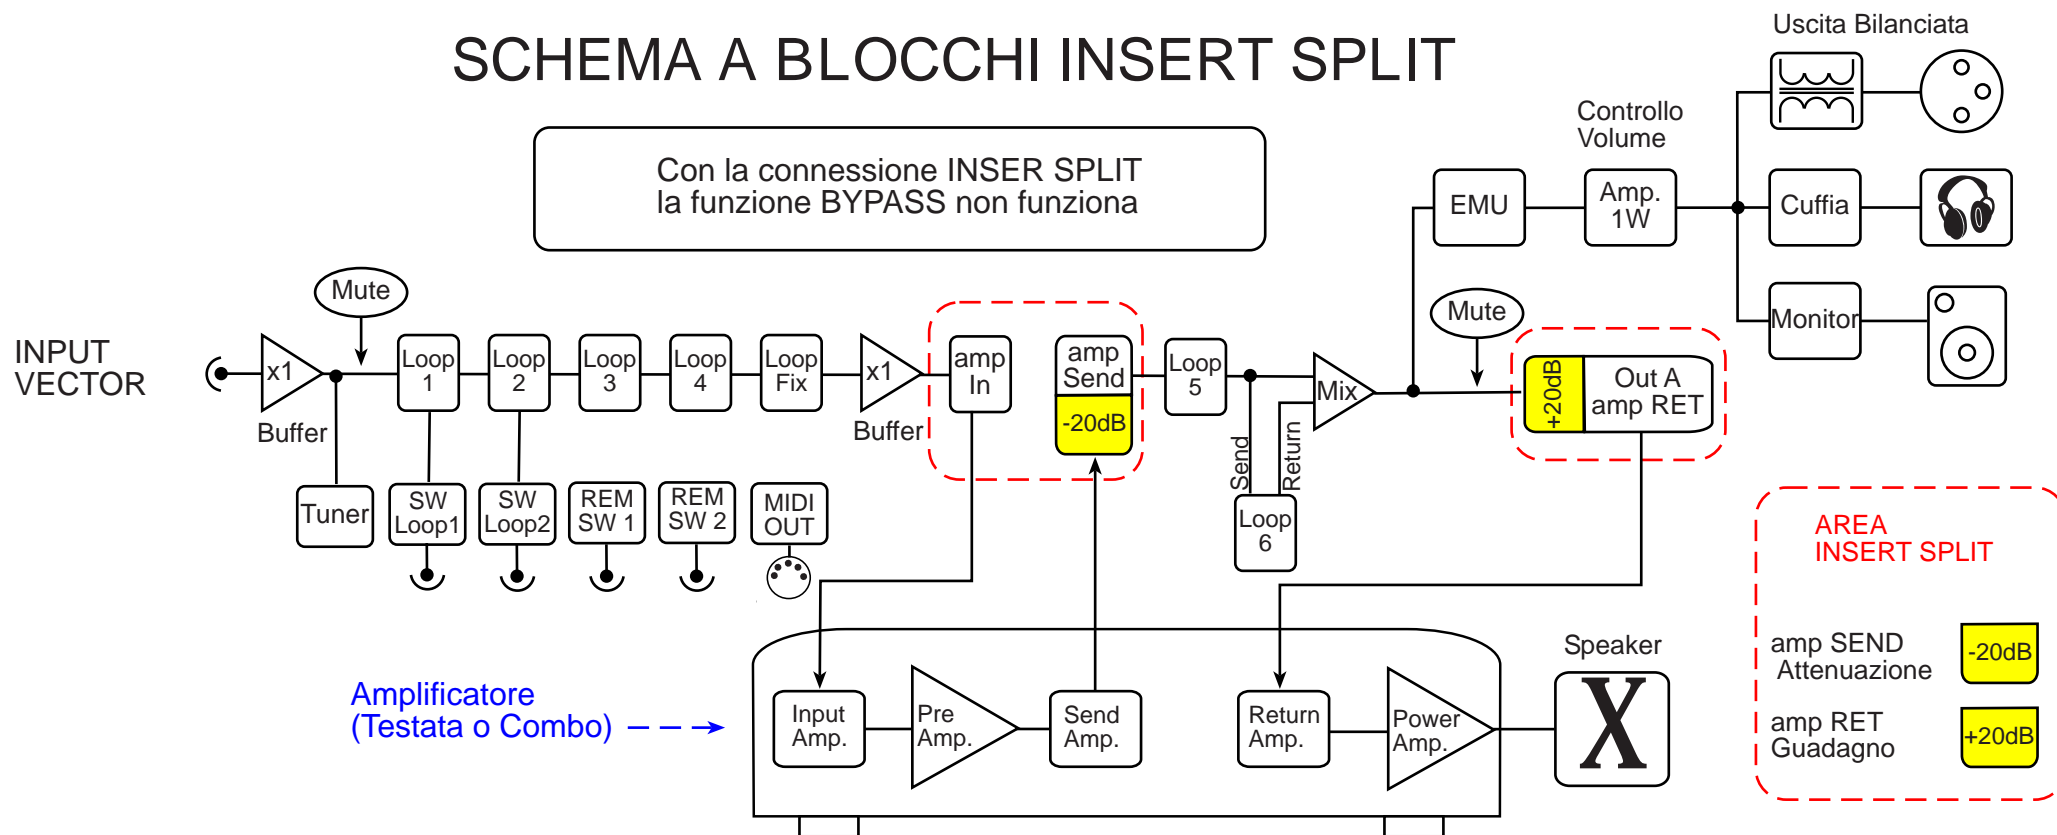 SCHEMA A BLOCCHI INSERT SPLIT
Uscita Bilanciata
Con la connessione INSER SPLIT
la funzione BYPASS non funziona
Controllo
Volume
EMU
Amp.
1W
Cuffia
Monitor
INPUT
VECTOR
x1
Buffer
Mute
Loop
1
Loop
2
Loop
3
Loop
4
Loop
Fix
x1
Buffer
amp
In
amp
Send
-20dB
Loop
5
Send
Return
Loop
6
Mix
Mute
+20dB
Out A
amp RET
Tuner
SW
Loop1
SW
Loop2
REM
SW 1
REM
SW 2
MIDI
OUT
Amplificatore
(Testata o Combo)
Input
Amp.
Pre
Amp.
Send
Amp.
Return
Amp.
Power
Amp.
Speaker
X
AREA
INSERT SPLIT
amp SEND
Attenuazione
-20dB
amp RET
Guadagno
+20dB